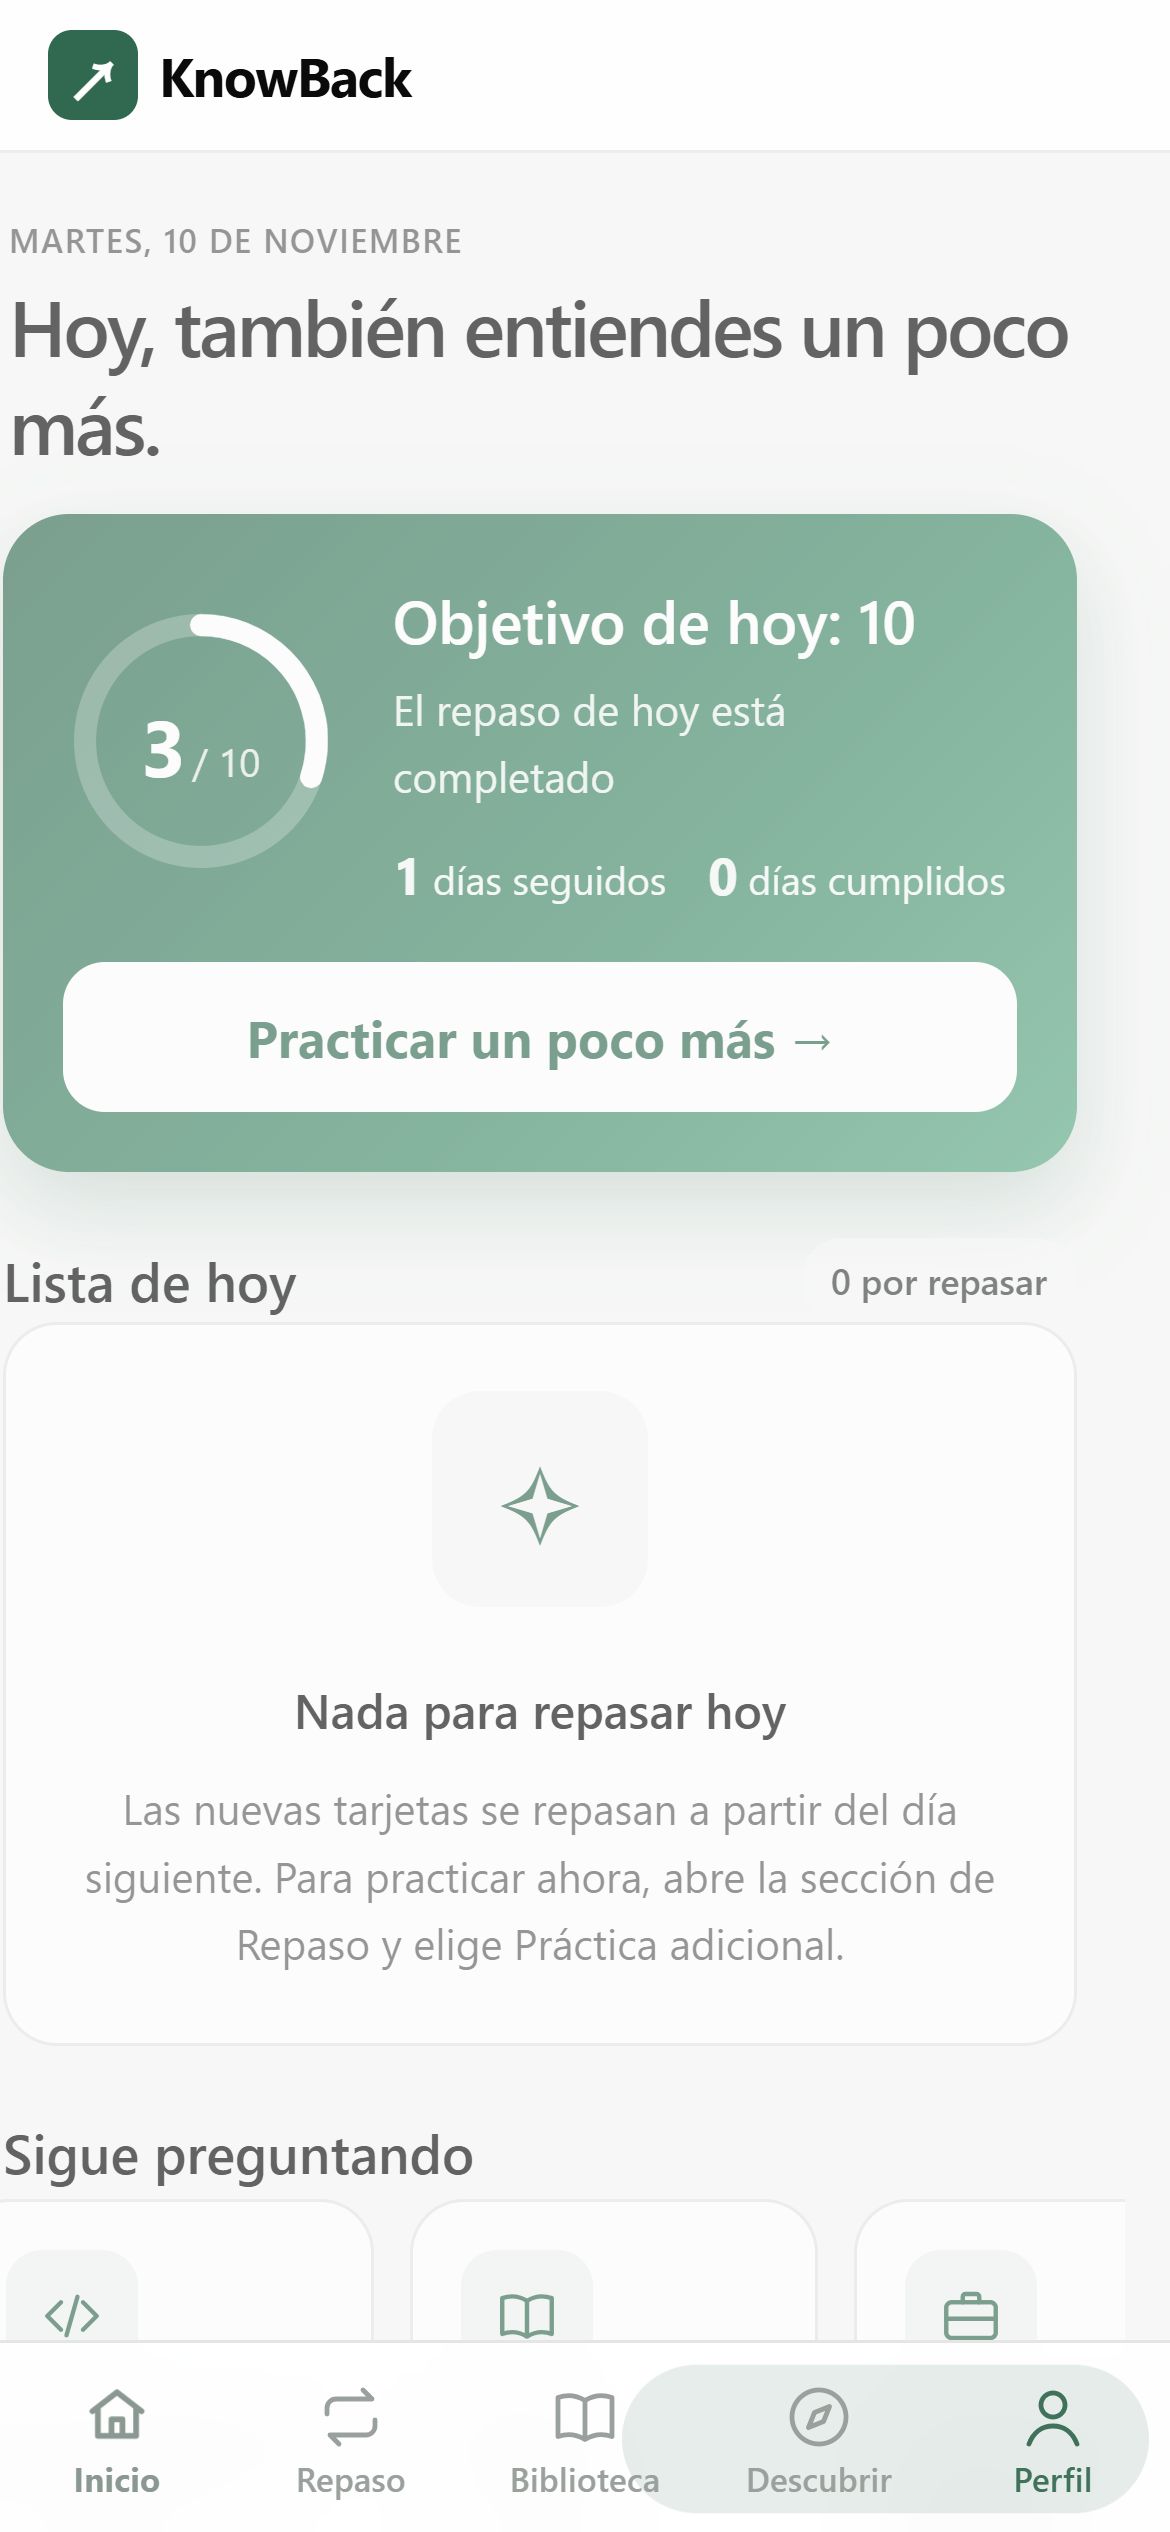 KnowBack
MARTES, 10 DE NOVIEMBRE
Hoy, también entiendes un poco
más.
3 / 10
Objetivo de hoy: 10
El repaso de hoy está
completado
1 días seguidos 0 días cumplidos
Practicar un poco más →
Lista de hoy
0 por repasar
Nada para repasar hoy
Las nuevas tarjetas se repasan a partir del día
siguiente. Para practicar ahora, abre la sección de
Repaso y elige Práctica adicional.
Sigue preguntando
Inicio
Repaso
Biblioteca
Descubrir
Perfil